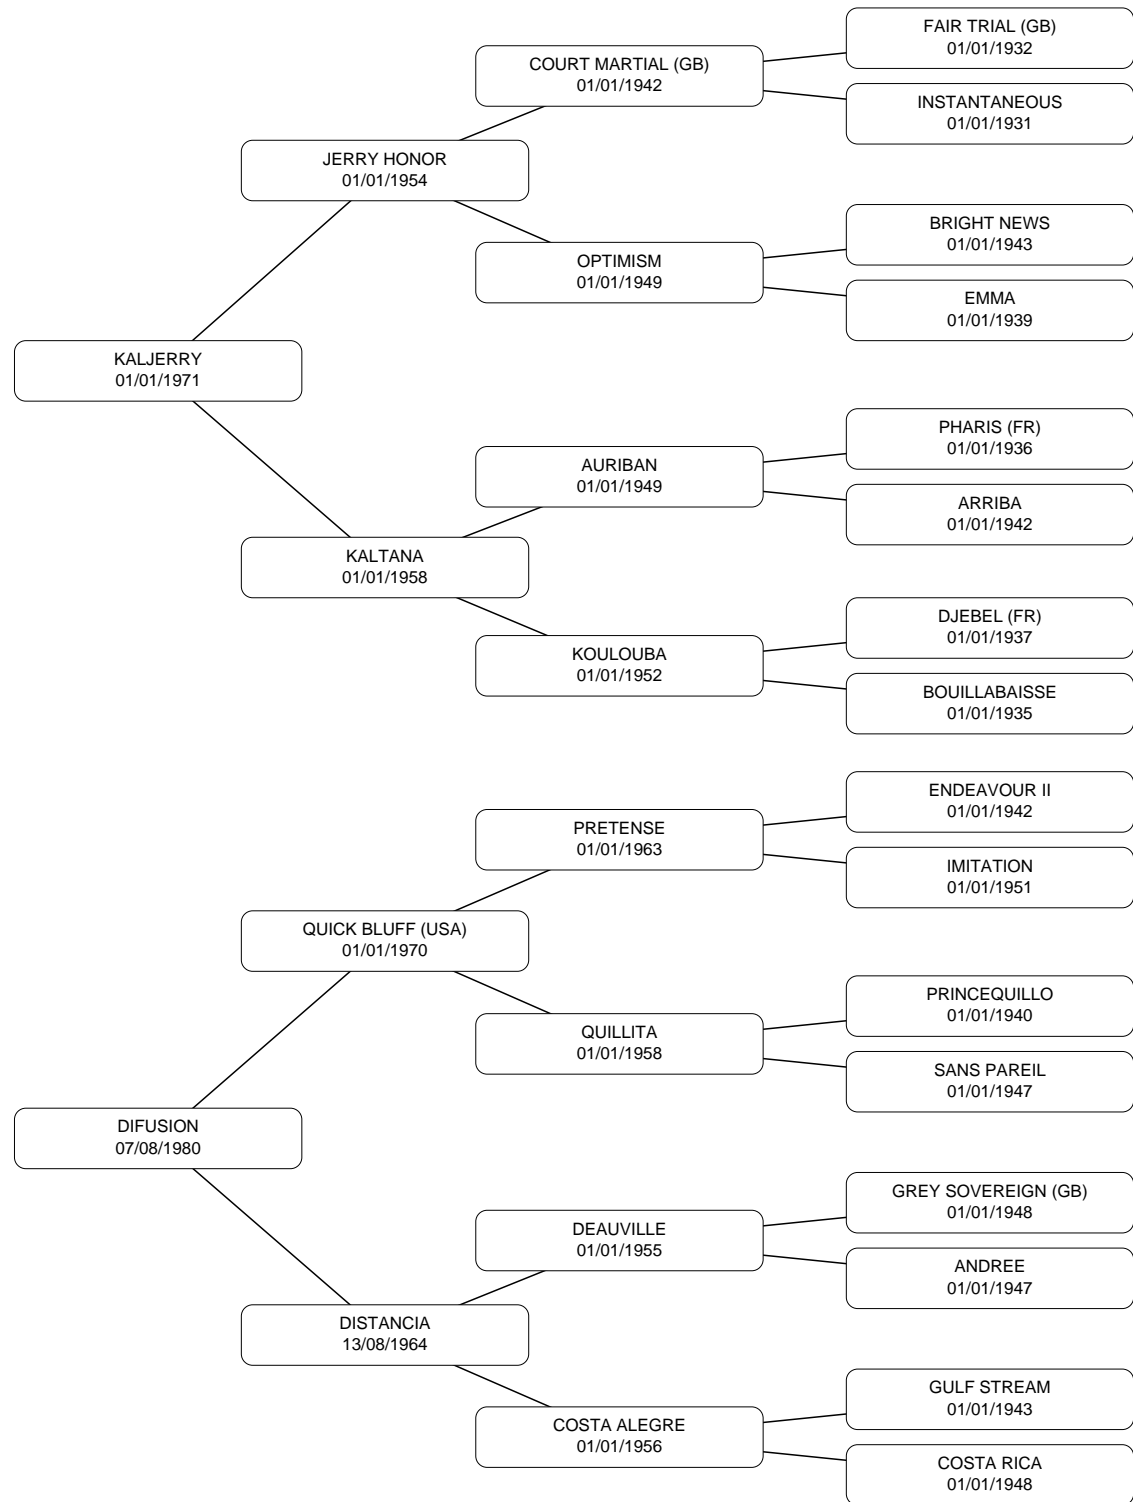 FAIR TRIAL (GB)
01/01/1932
COURT MARTIAL (GB)
01/01/1942
INSTANTANEOUS
01/01/1931
JERRY HONOR
01/01/1954
BRIGHT NEWS
01/01/1943
OPTIMISM
01/01/1949
EMMA
01/01/1939
KALJERRY
01/01/1971
PHARIS (FR)
01/01/1936
AURIBAN
01/01/1949
ARRIBA
01/01/1942
KALTANA
01/01/1958
DJEBEL (FR)
01/01/1937
KOULOUBA
01/01/1952
BOUILLABAISSE
01/01/1935
ENDEAVOUR II
01/01/1942
PRETENSE
01/01/1963
IMITATION
01/01/1951
QUICK BLUFF (USA)
01/01/1970
PRINCEQUILLO
01/01/1940
QUILLITA
01/01/1958
SANS PAREIL
01/01/1947
DIFUSION
07/08/1980
GREY SOVEREIGN (GB)
01/01/1948
DEAUVILLE
01/01/1955
ANDREE
01/01/1947
DISTANCIA
13/08/1964
GULF STREAM
01/01/1943
COSTA ALEGRE
01/01/1956
COSTA RICA
01/01/1948